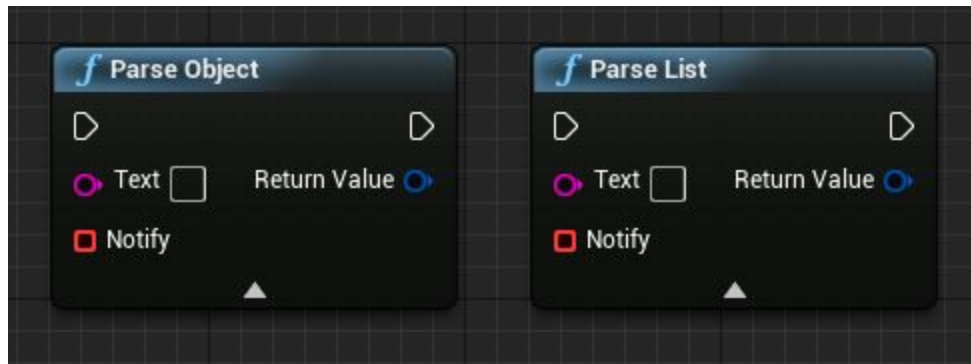 f Parse Object
Text
Return Value
Notify
f Parse List
Text
Return Value
Notify